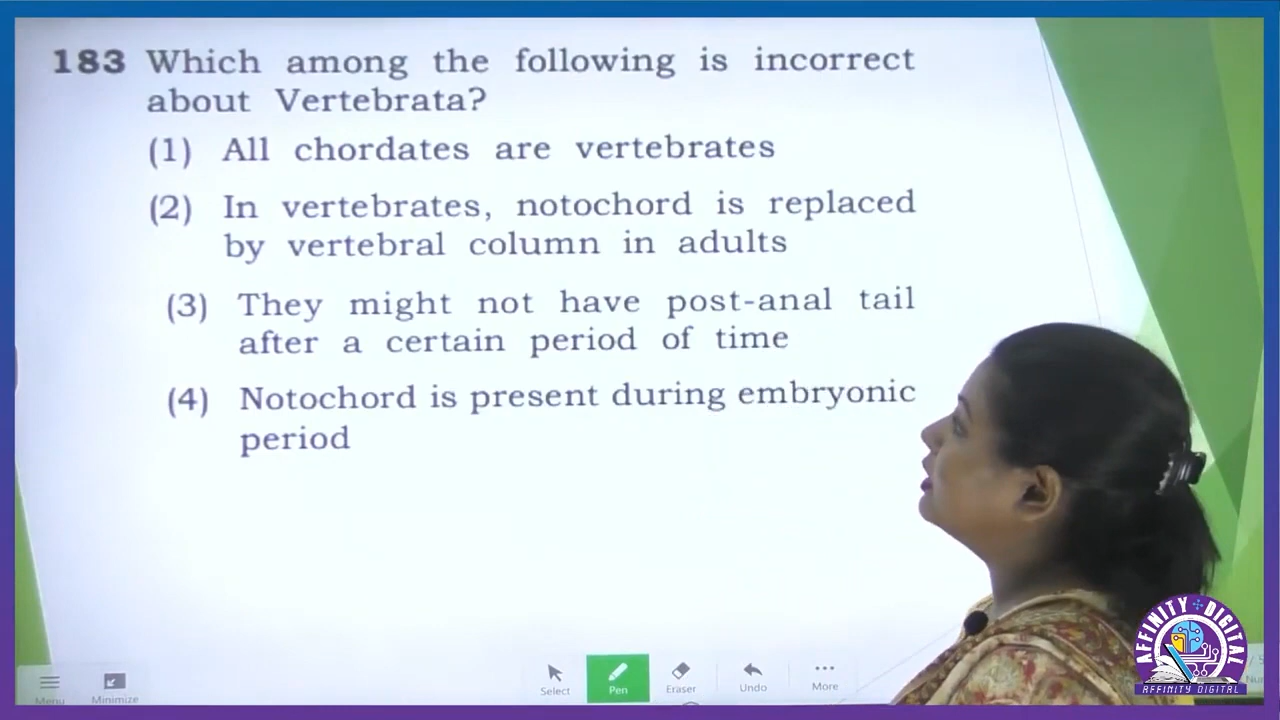 183 Which among the following is incorrect
about Vertebrata?
(1) All chordates are vertebrates
(2) In vertebrates, notochord is replaced
by vertebral column in adults
(3) They might not have post-anal tail
after a certain period of time
(4) Notochord is present during embryonic
period
Menu
Minimize
Select
Pen
Eraser
Undo
More
AFFINITY DIGITAL
AFFINITY DIGITAL